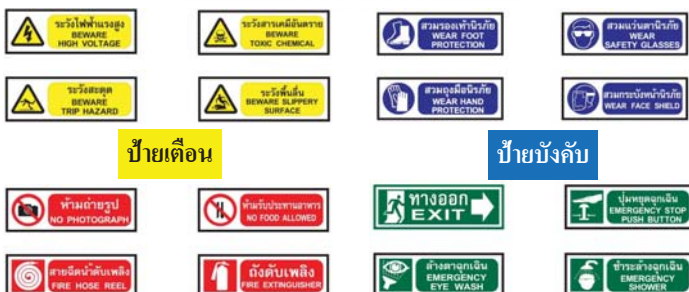 ระวังไฟฟ้าแรงสูง
BEWARE
HIGH VOLTAGE
ระวังสารเคมีอันตราย
BEWARE
TOXIC CHEMICAL
สวมรองเท้านิรภัย
WEAR FOOT
PROTECTION
สวมแว่นตานิรภัย
WEAR
SAFETY GLASSES
ระวังสะดุด
BEWARE
TRIP HAZARD
ระวังพื้นลื่น
BEWARE SLIPPERY
SURFACE
สวมถุงมือนิรภัย
WEAR HAND
PROTECTION
สวมกระบังหน้านิรภัย
WEAR FACE SHIELD
ป้ายเตือน
ป้ายบังคับ
ห้ามถ่ายรูป
NO PHOTOGRAPH
ห้ามรับประทานอาหาร
NO FOOD ALLOWED
ทางออก
EXIT
ปุ่มหยุดฉุกเฉิน
EMERGENCY STOP
PUSH BUTTON
สายฉีดน้ำดับเพลิง
FIRE HOSE REEL
ถังดับเพลิง
FIRE EXTINGUISHER
ล้างตาฉุกเฉิน
EMERGENCY
EYE WASH
ชำระล้างฉุกเฉิน
EMERGENCY
SHOWER